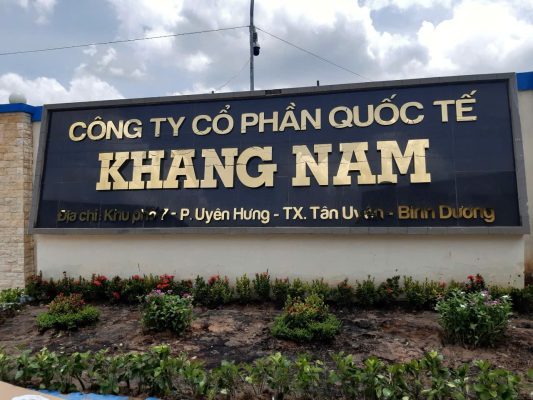 CÔNG TY CỔ PHẦN QUỐC TẾ
KHANG NAM
Địa chỉ: Khu phố 7 - P. Uyên Hưng - TX. Tân Uyên - Bình Dương